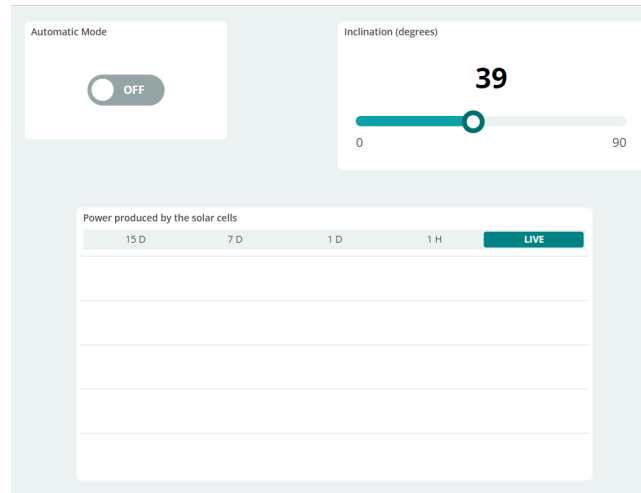 Automatic Mode
OFF
Inclination (degrees)
39
0 90
Power produced by the solar cells
15 D 7 D 1 D 1 H LIVE